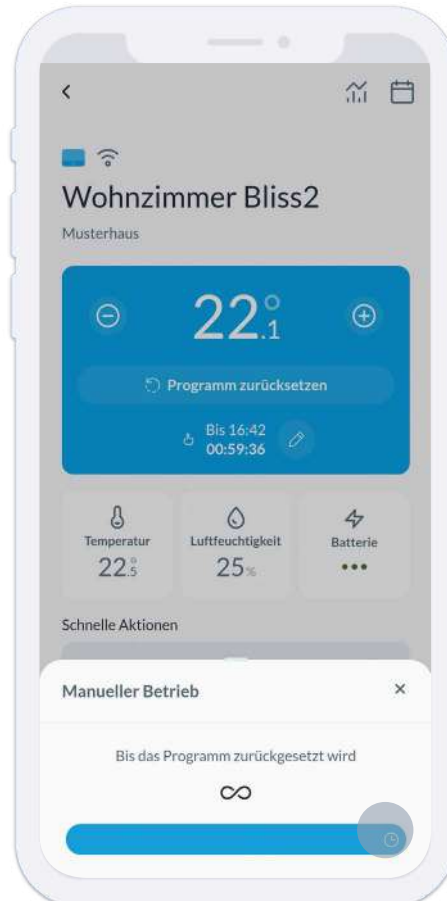 Wohnzimmer Bliss2
Musterhaus
22.1°
Programm zurücksetzen
Bis 16:42
00:59:36
Temperatur
22.5°
Luftfeuchtigkeit
25%
Batterie
Schnelle Aktionen
Manueller Betrieb
Bis das Programm zurückgesetzt wird
∞